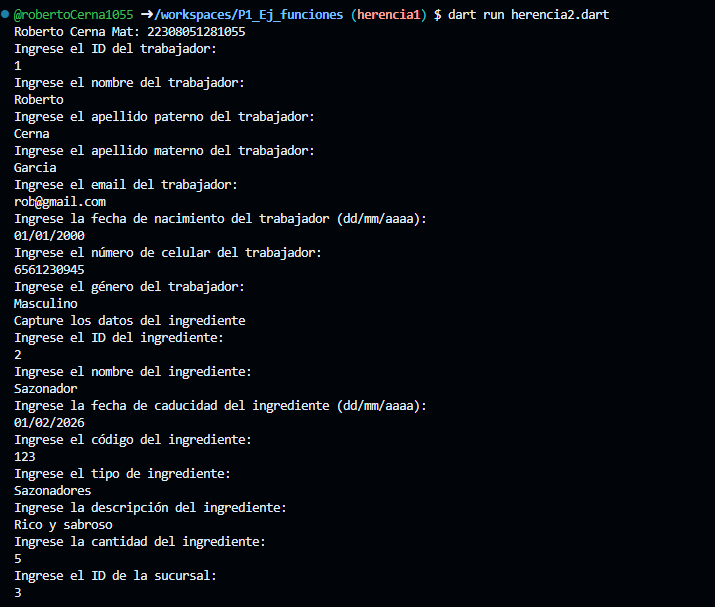 @robertoCerna1055 ➜/workspaces/P1_Ej_funciones (herencia1) $ dart run herencia2.dart
Roberto Cerna Mat: 22308051281055
Ingrese el ID del trabajador:
1
Ingrese el nombre del trabajador:
Roberto
Ingrese el apellido paterno del trabajador:
Cerna
Ingrese el apellido materno del trabajador:
Garcia
Ingrese el email del trabajador:
rob@gmail.com
Ingrese la fecha de nacimiento del trabajador (dd/mm/aaaa):
01/01/2000
Ingrese el número de celular del trabajador:
6561230945
Ingrese el género del trabajador:
Masculino
Capture los datos del ingrediente
Ingrese el ID del ingrediente:
2
Ingrese el nombre del ingrediente:
Sazonador
Ingrese la fecha de caducidad del ingrediente (dd/mm/aaaa):
01/02/2026
Ingrese el código del ingrediente:
123
Ingrese el tipo de ingrediente:
Sazonadores
Ingrese la descripción del ingrediente:
Rico y sabroso
Ingrese la cantidad del ingrediente:
5
Ingrese el ID de la sucursal:
3